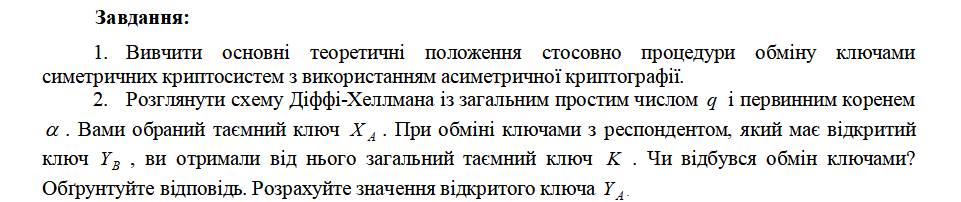 Завдання:
1. Вивчити основні теоретичні положення стосовно процедури обміну ключами
симетричних криптосистем з використанням асиметричної криптографії.
2. Розглянути схему Діффі-Хеллмана із загальним простим числом q і первинним коренем
α . Вами обраний таємний ключ X_A . При обміні ключами з респондентом, який має відкритий
ключ Y_B , ви отримали від нього загальний таємний ключ K . Чи відбувся обмін ключами?
Обґрунтуйте відповідь. Розрахуйте значення відкритого ключа Y_A.